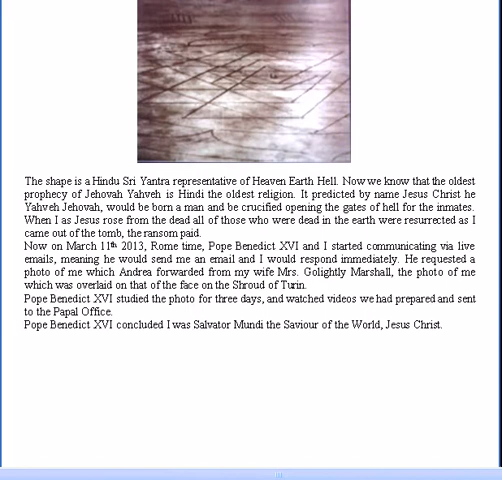 The shape is a Hindu Sri Yantra representative of Heaven Earth Hell. Now we know that the oldest
prophecy of Jehovah Yahveh is Hindi the oldest religion. It predicted by name Jesus Christ he
Yahveh Jehovah, would be born a man and be crucified opening the gates of hell for the inmates.
When I as Jesus rose from the dead all of those who were dead in the earth were resurrected as I
came out of the tomb, the ransom paid.
Now on March 11th 2013, Rome time, Pope Benedict XVI and I started communicating via live
emails, meaning he would send me an email and I would respond immediately. He requested a
photo of me which Andrea forwarded from my wife Mrs. Golightly Marshall, the photo of me
which was overlaid on that of the face on the Shroud of Turin.
Pope Benedict XVI studied the photo for three days, and watched videos we had prepared and sent
to the Papal Office.
Pope Benedict XVI concluded I was Salvator Mundi the Saviour of the World, Jesus Christ.